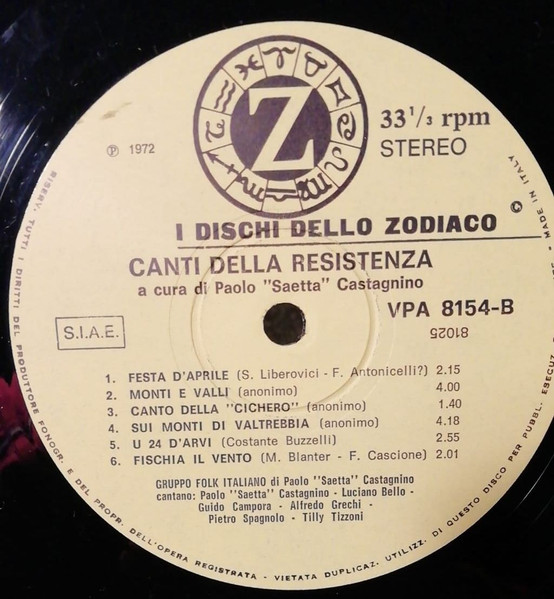 Z
33 1/3 rpm
℗ 1972
STEREO
I DISCHI DELLO ZODIACO
CANTI DELLA RESISTENZA
a cura di Paolo "Saetta" Castagnino
VPA 8154-B
81025
S.I.A.E.
1. FESTA D'APRILE (S. Liberovici - F. Antonicelli?) 2.15
2. MONTI E VALLI (anonimo) 4.00
3. CANTO DELLA "CICHERO" (anonimo) 1.40
4. SUI MONTI DI VALTREBBIA (anonimo) 4.18
5. U 24 D'ARVI (Costante Buzzelli) 2.55
6. FISCHIA IL VENTO (M. Blanter - F. Cascione) 2.01
GRUPPO FOLK ITALIANO di Paolo "Saetta" Castagnino
cantano: Paolo "Saetta" Castagnino - Luciano Bello -
Guido Campora - Alfredo Grechi -
Pietro Spagnolo - Tilly Tizzoni
RISERV. TUTTI I DIRITTI DEL PRODUTTORE FONOGR. E DEL PROPR. DELL'OPERA REGISTRATA - VIETATA DUPLICAZ. UTILIZZ. DI QUESTO DISCO PER PUBBL. ESECUZ.
MADE IN ITALY